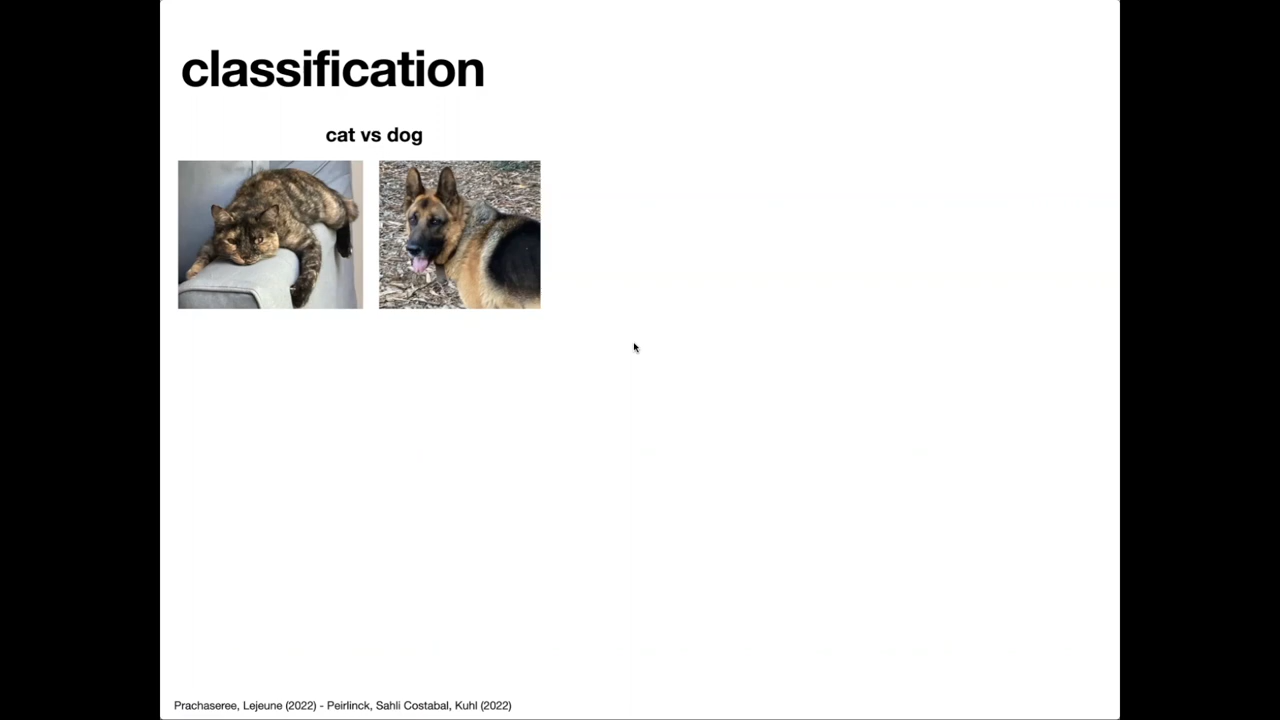 classification
cat vs dog
Prachaseree, Lejeune (2022) - Peirlinck, Sahli Costabal, Kuhl (2022)